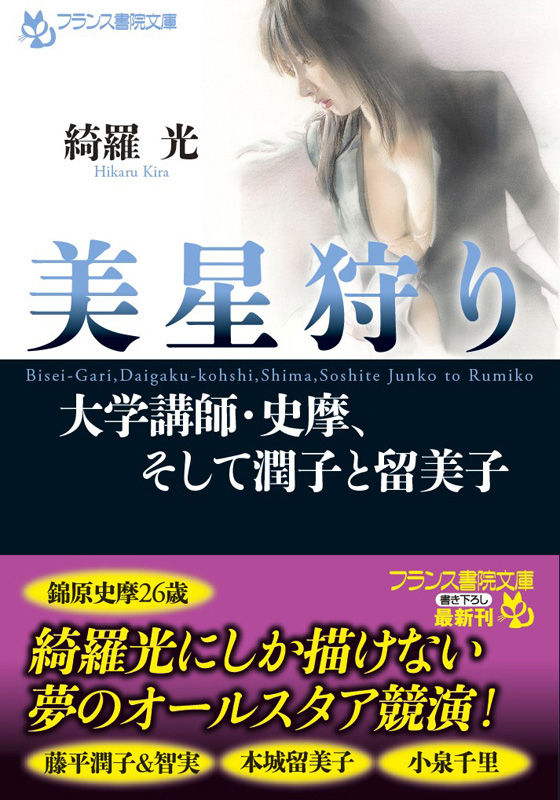 フランス書院文庫
綺羅 光
Hikaru Kira
美星狩り
Bisei-Gari,Daigaku-kohshi,Shima,Soshite Junko to Rumiko
大学講師・史摩、
そして潤子と留美子
錦原史摩26歳
フランス書院文庫
書き下ろし
最新刊
綺羅光にしか描けない
夢のオールスタア競演!
藤平潤子&智実
本城留美子
小泉千里